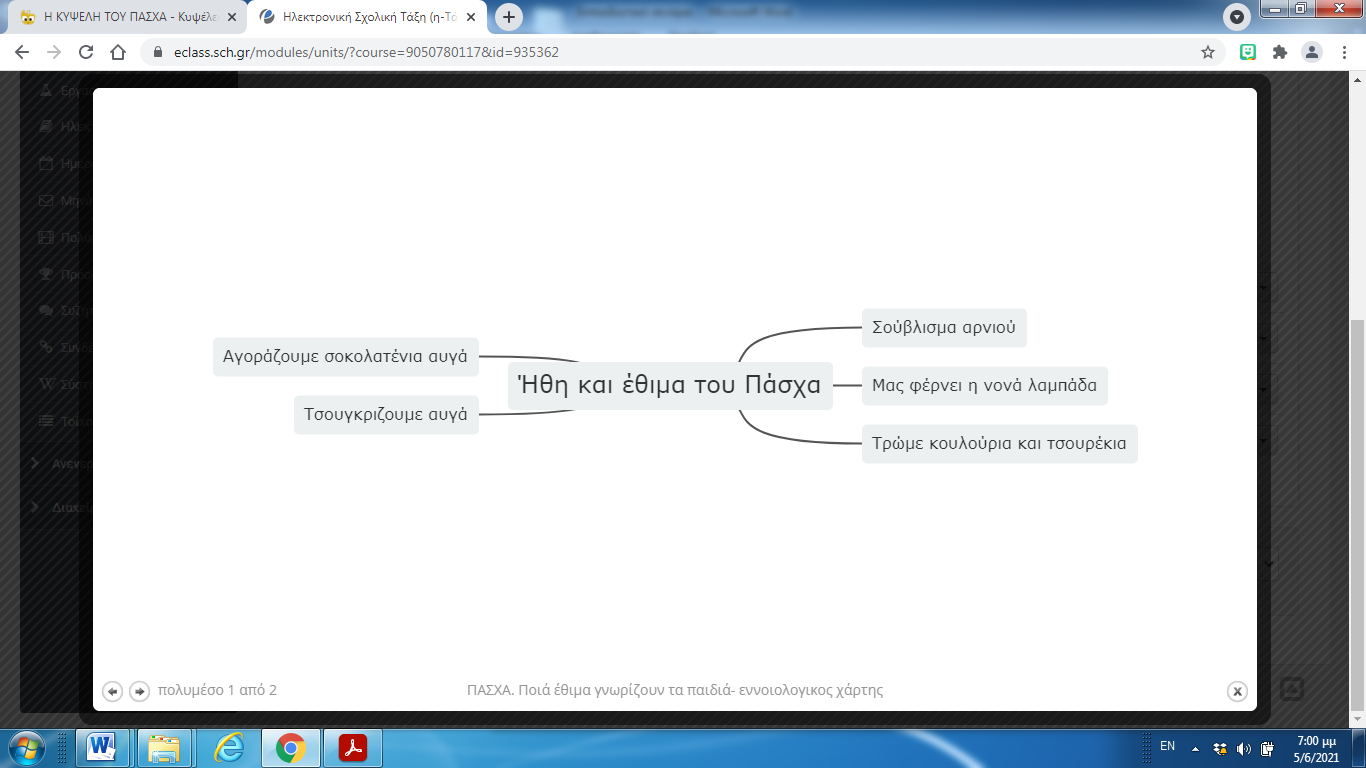 Η ΚΥΨΕΛΗ ΤΟΥ ΠΑΣΧΑ - Κυψέλε
Ηλεκτρονική Σχολική Τάξη (η-Τά
eclass.sch.gr/modules/units/?course=9050780117&id=935362
Σούβλισμα αρνιού
Αγοράζουμε σοκολατένια αυγά
Ήθη και έθιμα του Πάσχα
Μας φέρνει η νονά λαμπάδα
Τσουγκριζουμε αυγά
Τρώμε κουλούρια και τσουρέκια
πολυμέσο 1 από 2
ΠΑΣΧΑ. Ποιά έθιμα γνωρίζουν τα παιδιά- εννοιολογικος χάρτης
EN
7:00 μμ
5/6/2021